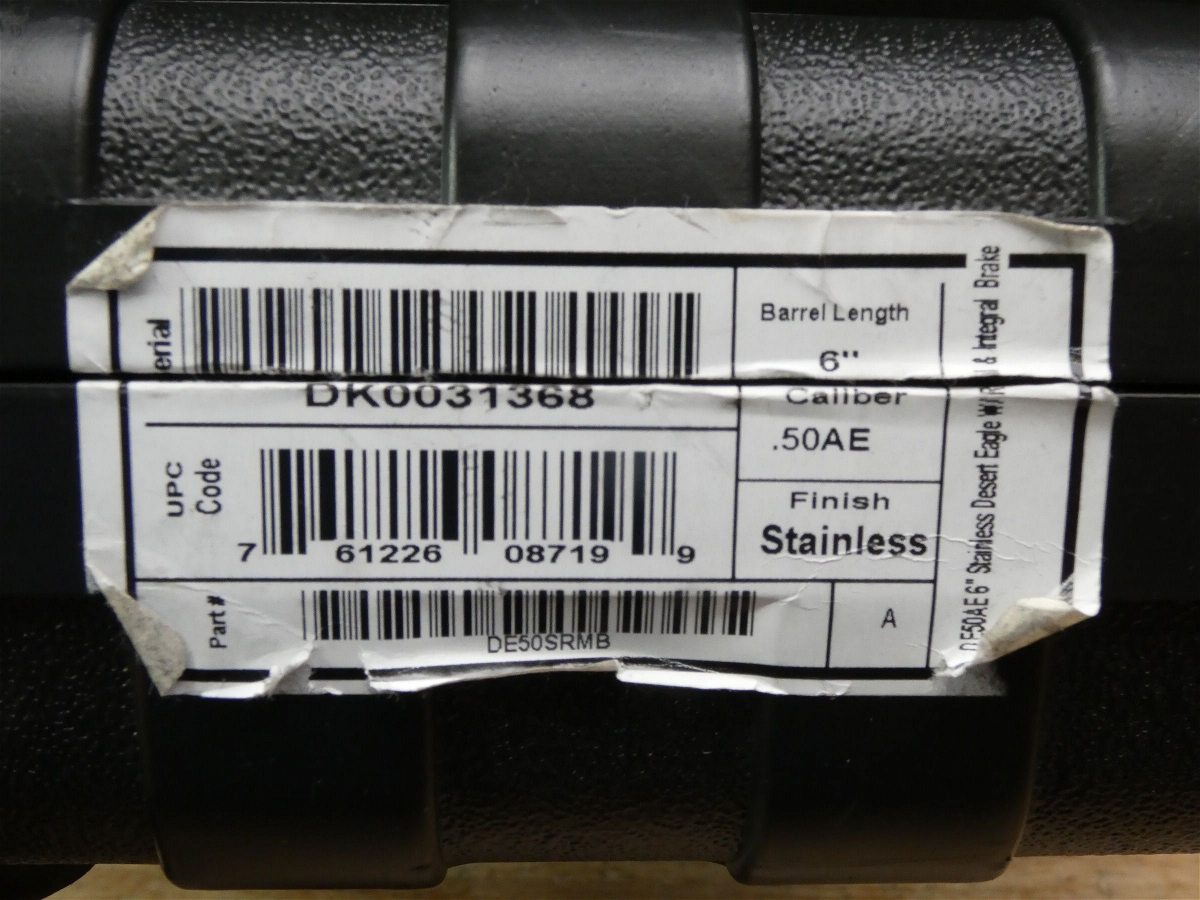 erial
DK0031368
Barrel Length
6"
Caliber
.50AE
UPC
Code
7 61226 08719 9
Finish
Stainless
Part #
DE50SRMB
A
DE50AE 6" Stainless Desert Eagle W/ & Integral Brake